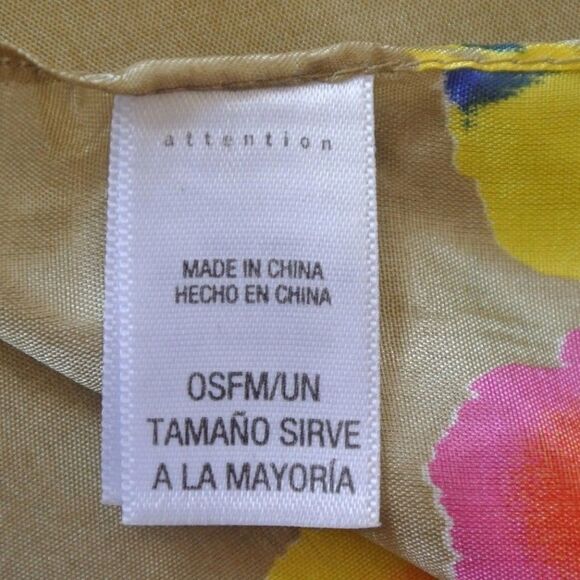 attention
MADE IN CHINA
HECHO EN CHINA
OSFM/UN
TAMAÑO SIRVE
A LA MAYORÍA